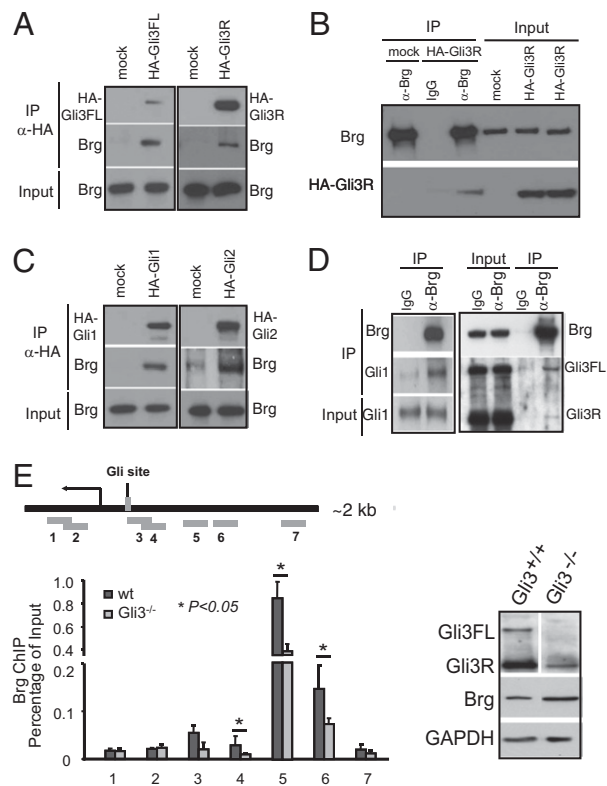 A
mock
HA-Gli3FL
mock
HA-Gli3R
IP
α-HA
HA-
Gli3FL
HA-
Gli3R
Brg
Brg
Input
Brg
Brg
B
IP
Input
mock
HA-Gli3R
α-Brg
IgG
α-Brg
mock
HA-Gli3R
HA-Gli3R
Brg
HA-Gli3R
C
mock
HA-Gli1
mock
HA-Gli2
IP
α-HA
HA-
Gli1
HA-
Gli2
Brg
Brg
Input
Brg
Brg
D
IP
Input
IP
IgG
α-Brg
IgG
α-Brg
IgG
α-Brg
IP
Brg
Brg
Gli1
Gli3FL
Input
Gli1
Gli3R
E
Gli site
~2 kb
1
2
3
4
5
6
7
Brg ChIP
Percentage of Input
1.0
0.8
0.6
0.4
0.2
0.1
0
wt
Gli3-/-
* P<0.05
*
*
*
1 2 3 4 5 6 7
Gli3+/+
Gli3-/-
Gli3FL
Gli3R
Brg
GAPDH